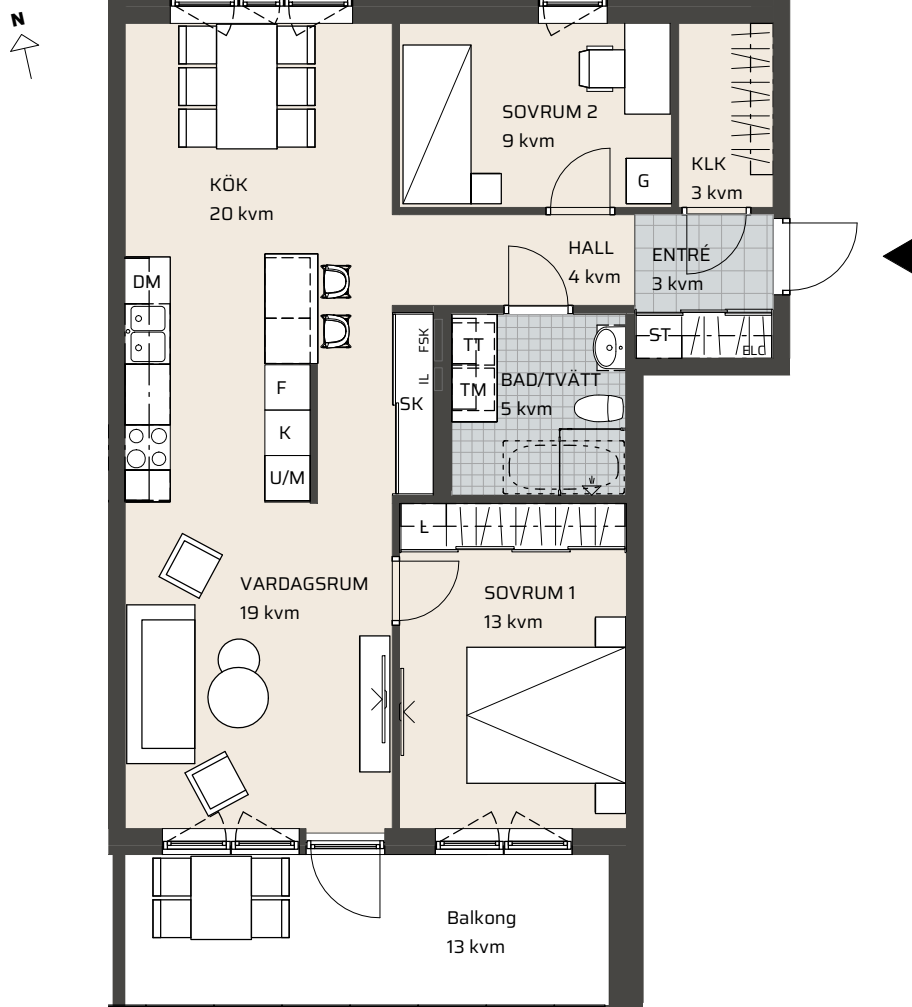 N
SOVRUM 2
9 kvm
KLK
3 kvm
G
KÖK
20 kvm
HALL
4 kvm
ENTRÉ
3 kvm
DM
ST
ELC
FSK
IL
SK
TT
TM
BAD/TVÄTT
5 kvm
F
K
U/M
L
VARDAGSRUM
19 kvm
SOVRUM 1
13 kvm
Balkong
13 kvm